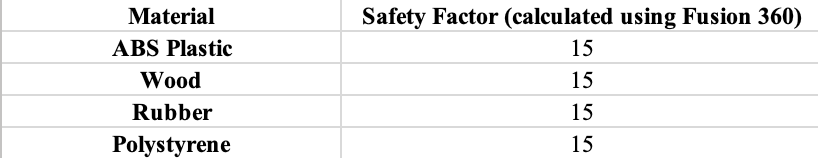 Material Safety Factor (calculated using Fusion 360)
ABS Plastic 15
Wood 15
Rubber 15
Polystyrene 15